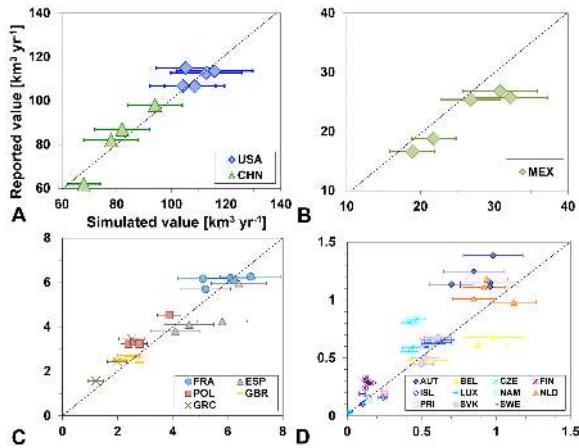 Reported value [km³ yr⁻¹]
140
120
100
80
60
USA
CHN
A
60 80 100 120 140
Simulated value [km³ yr⁻¹]
40
30
20
10
MEX
B
10 20 30 40
8
6
4
2
0
FRA ESP
POL GBR
GRC
C
0 2 4 6 8
1.5
1
0.5
0
AUT BEL CZE FIN
ISL LUX NAM NLD
PRI SVK SWE
D
0 0.5 1 1.5